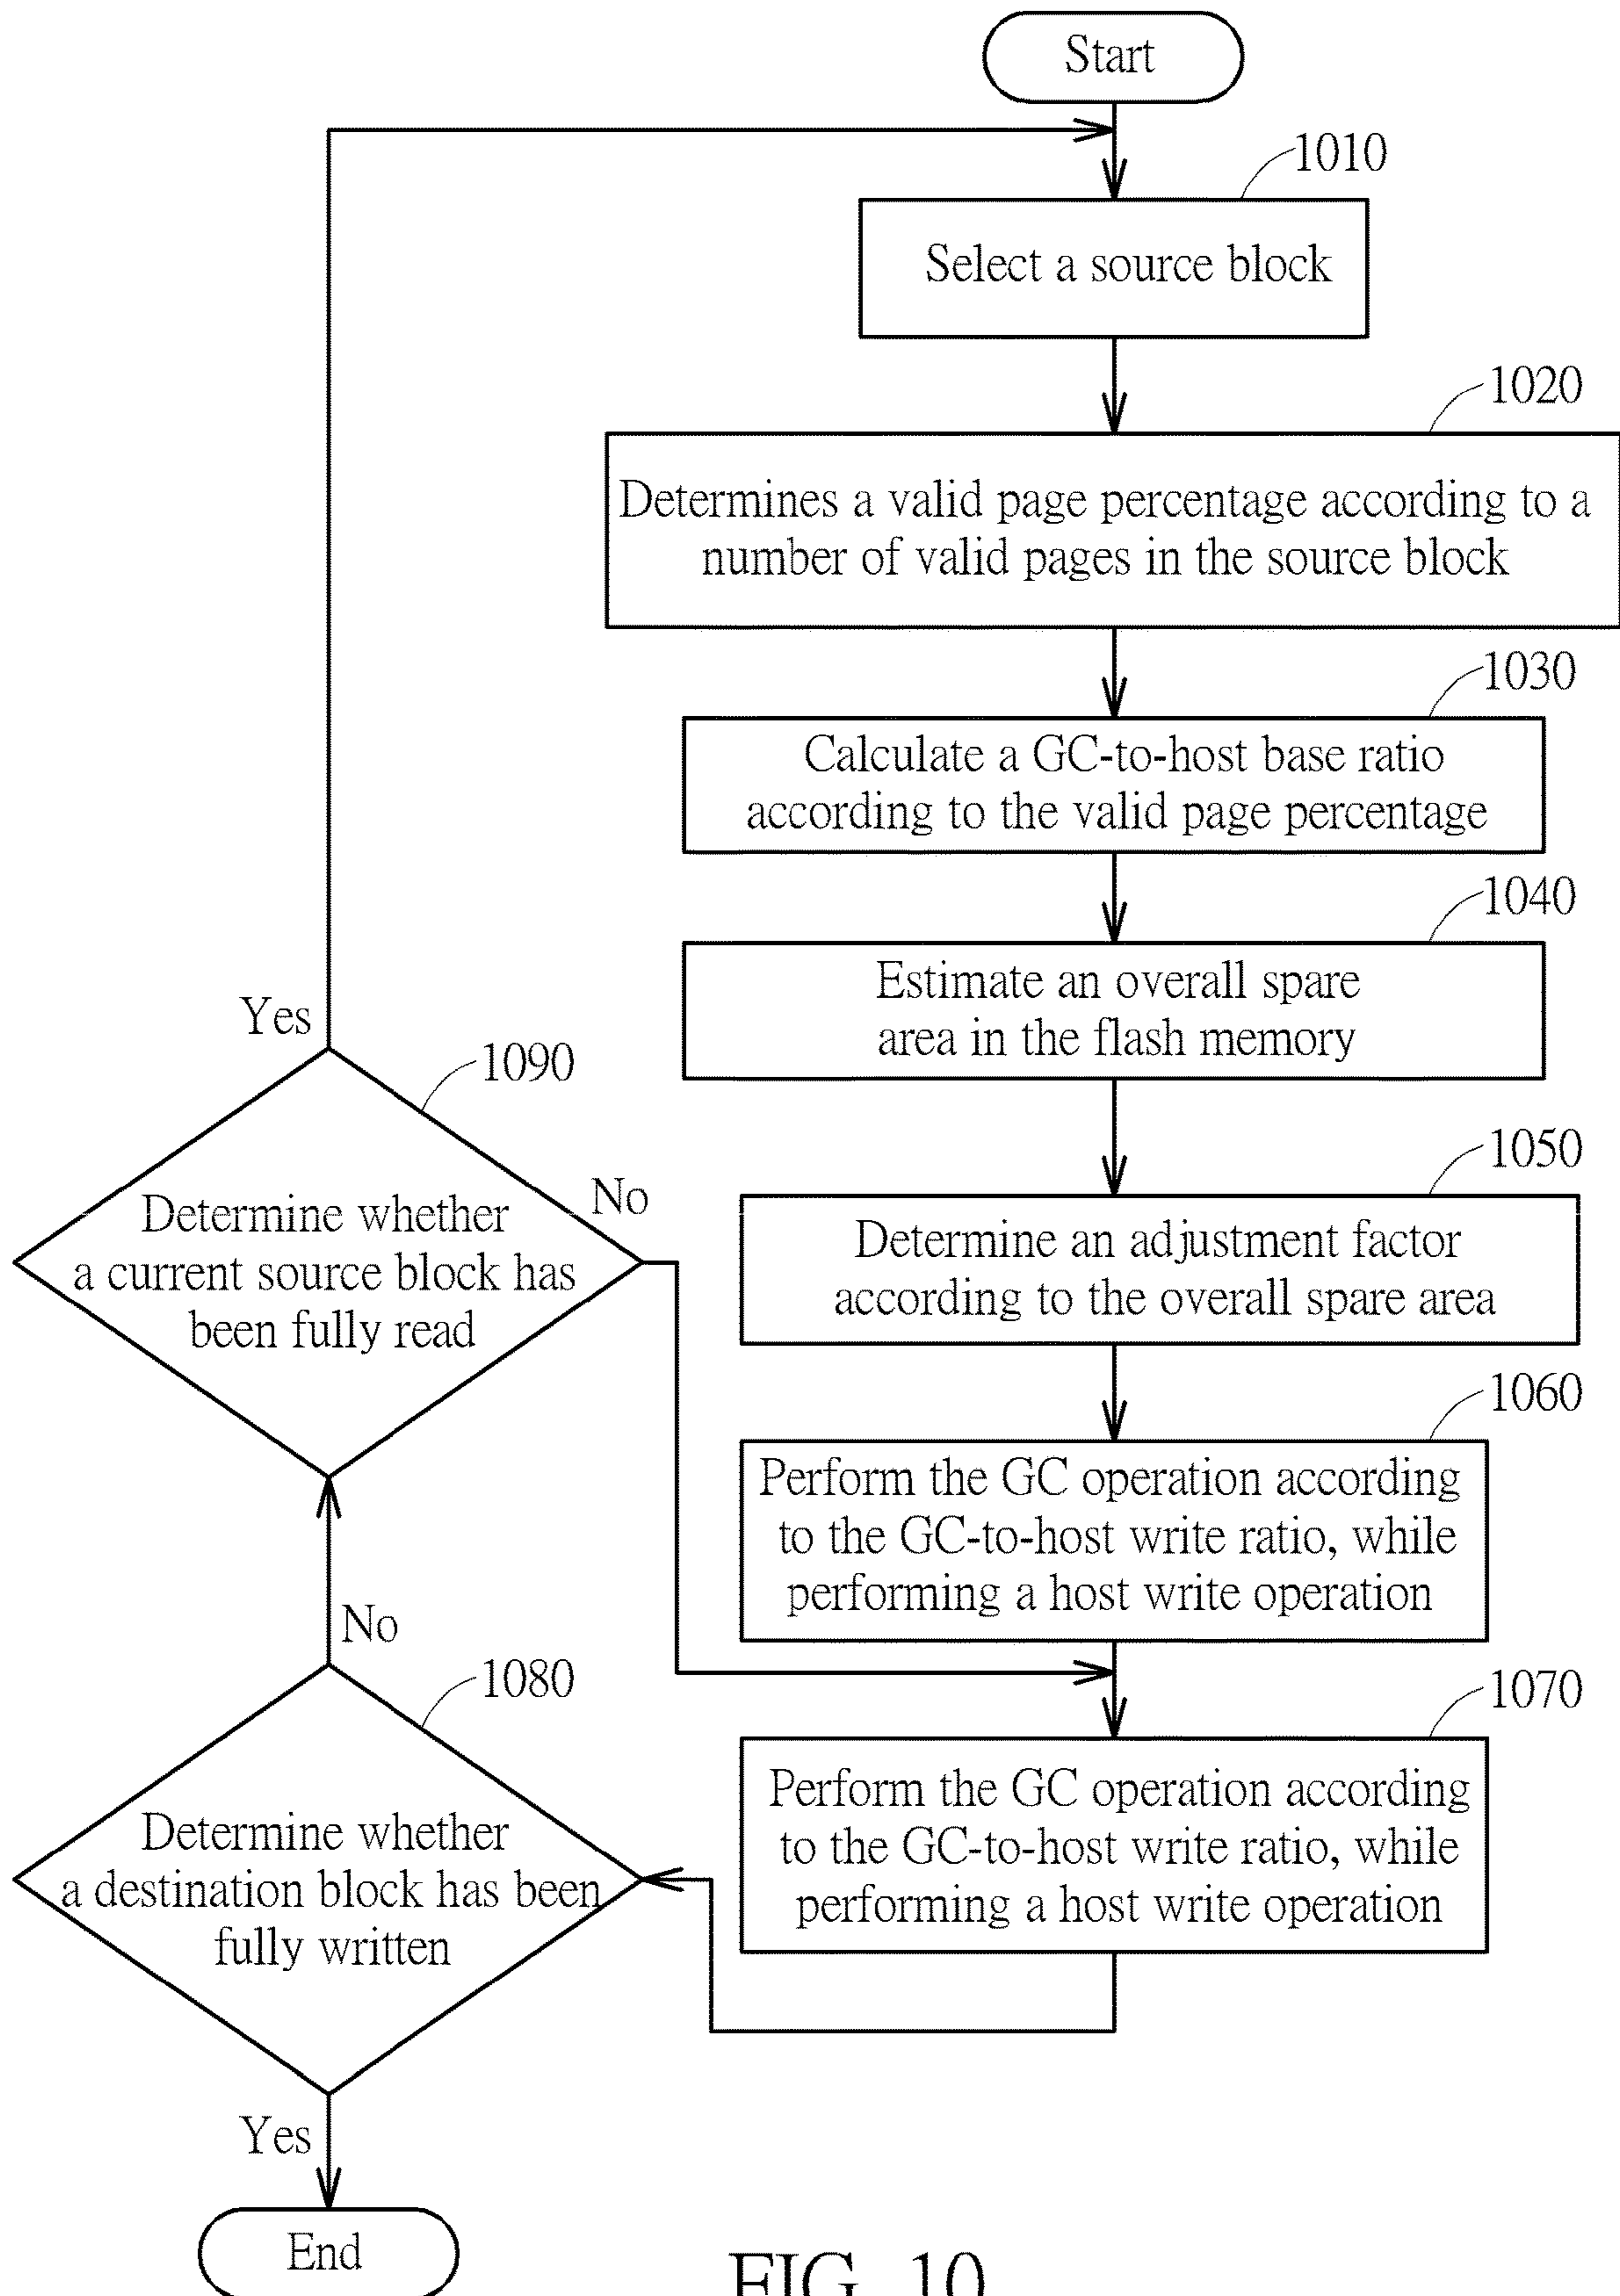 Start
1010
Select a source block
1020
Determines a valid page percentage according to a
number of valid pages in the source block
1030
Calculate a GC-to-host base ratio
according to the valid page percentage
1040
Estimate an overall spare
area in the flash memory
1050
Determine an adjustment factor
according to the overall spare area
1060
Perform the GC operation according
to the GC-to-host write ratio, while
performing a host write operation
1070
Perform the GC operation according
to the GC-to-host write ratio, while
performing a host write operation
1080
Determine whether
a destination block has been
fully written
No
Yes
1090
Determine whether
a current source block has
been fully read
Yes
No
End
FIG. 10